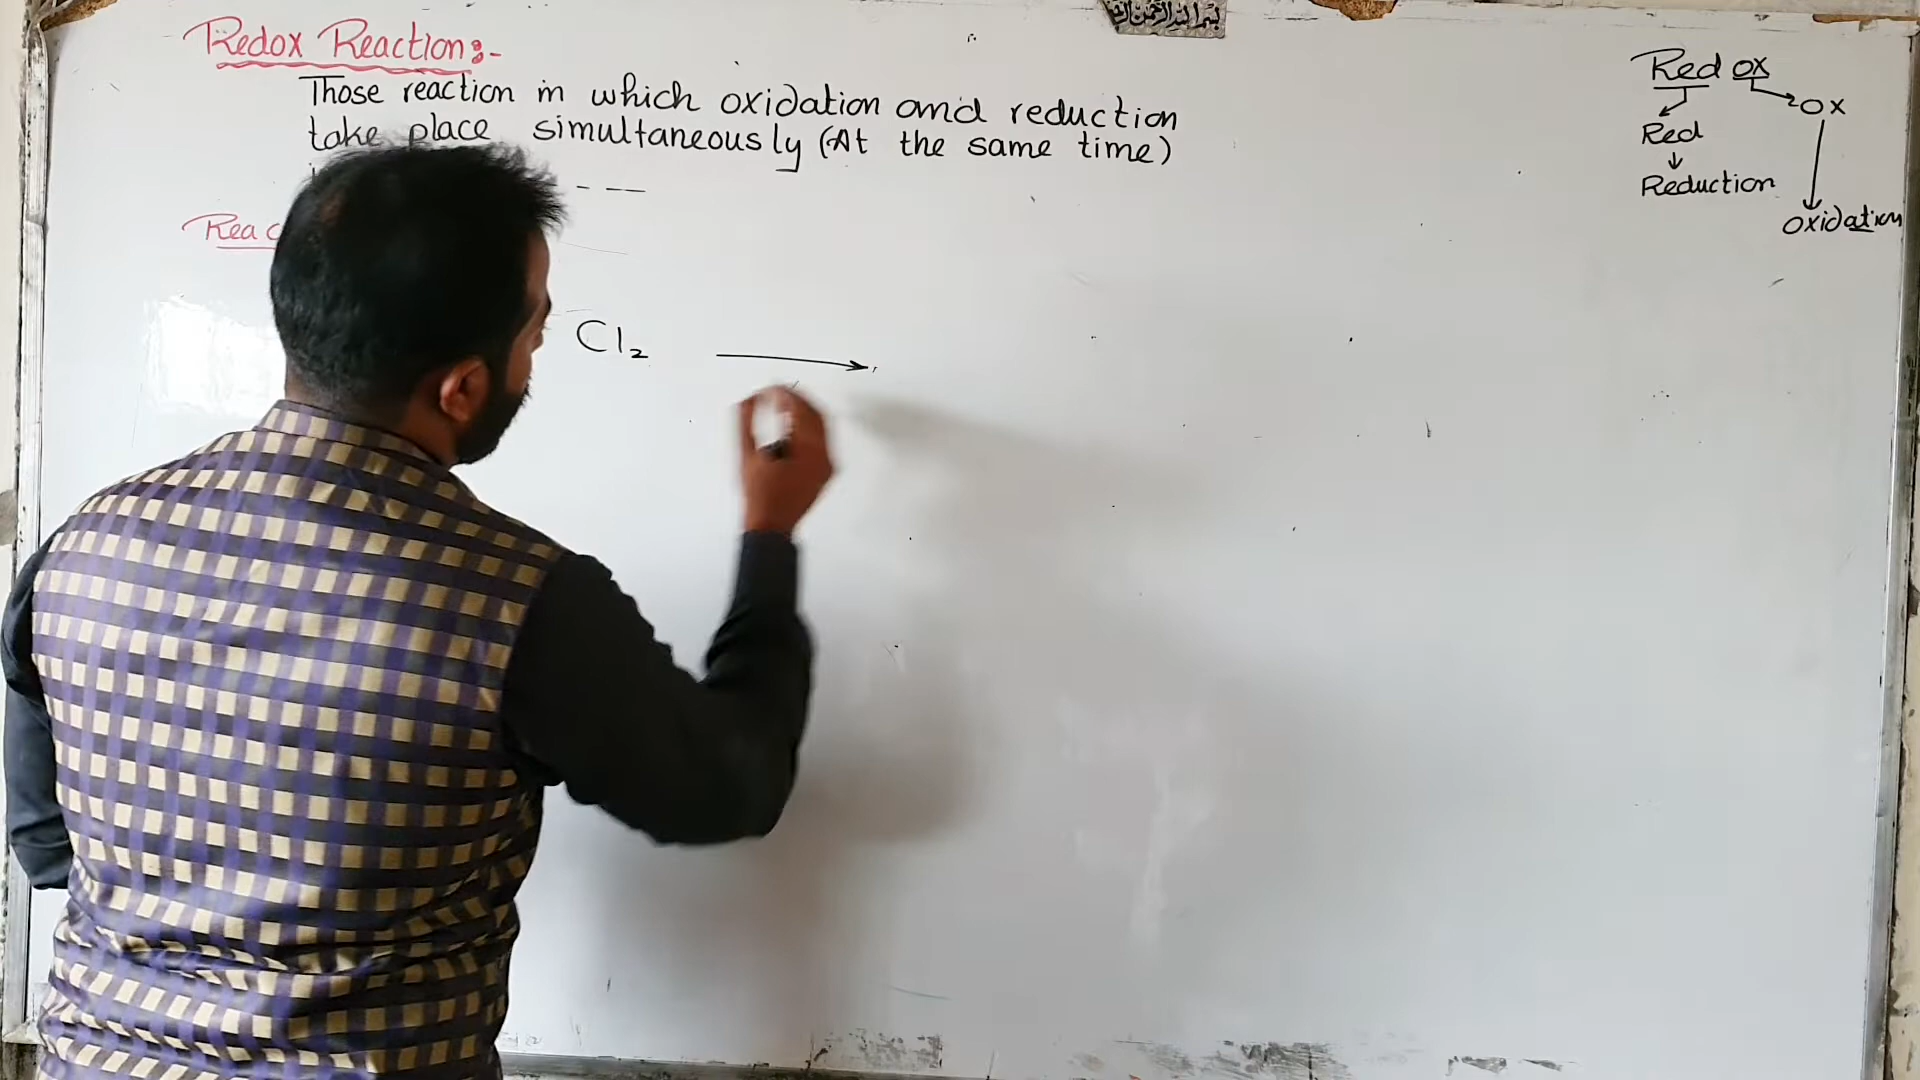 Redox Reaction:-
Those reaction in which oxidation and reduction
take place simultaneously (At the same time)
Cl₂ →
Red ox
OX
Red
↓
Reduction
oxidation